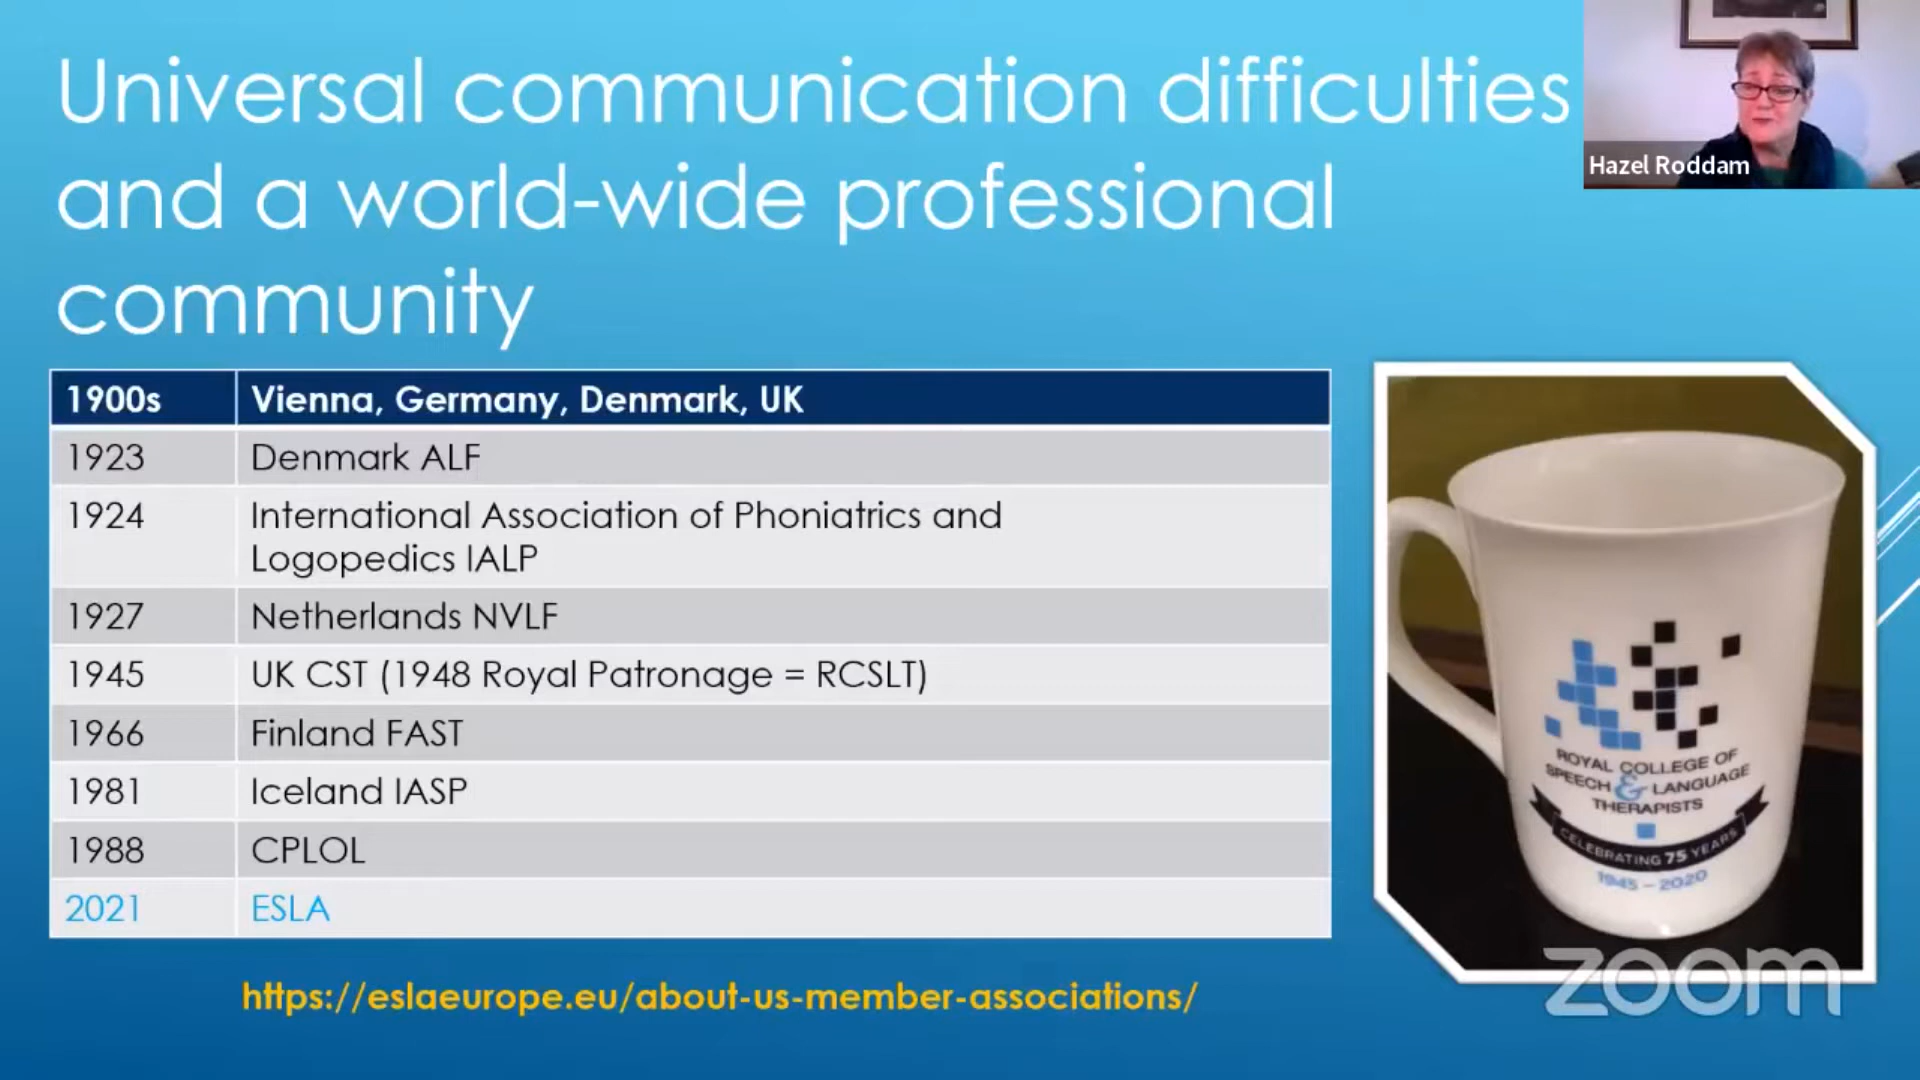 Universal communication difficulties
and a world-wide professional
community
Hazel Roddam
1900s Vienna, Germany, Denmark, UK
1923 Denmark ALF
1924 International Association of Phoniatrics and
Logopedics IALP
1927 Netherlands NVLF
1945 UK CST (1948 Royal Patronage = RCSLT)
1966 Finland FAST
1981 Iceland IASP
1988 CPLOL
2021 ESLA
https://eslaeurope.eu/about-us-member-associations/
ROYAL COLLEGE OF
SPEECH & LANGUAGE
THERAPISTS
CELEBRATING 75 YEARS
1945 – 2020
zoom